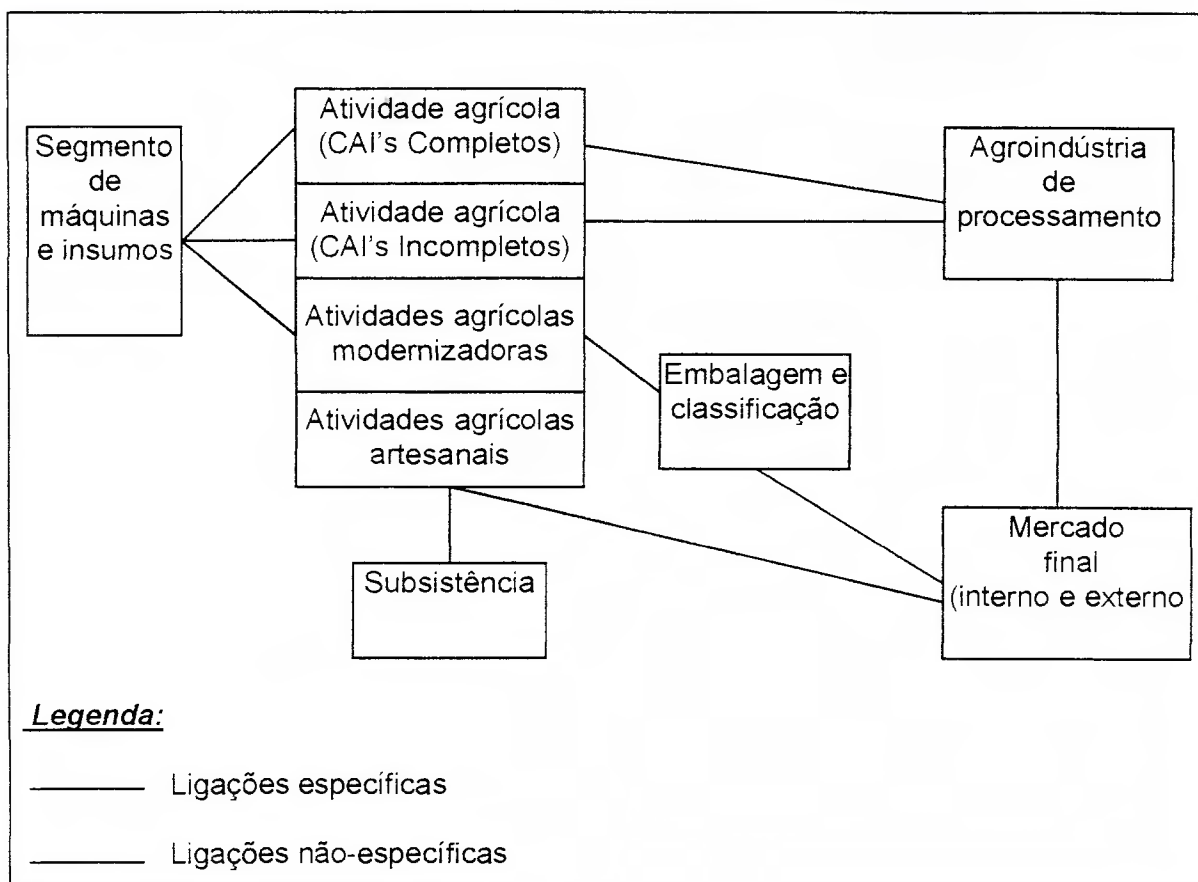 Segmento
de
máquinas
e insumos
Atividade agrícola
(CAI's Completos)
Atividade agrícola
(CAI's Incompletos)
Atividades agrícolas
modernizadoras
Atividades agrícolas
artesanais
Subsistência
Embalagem e
classificação
Agroindústria
de
processamento
Mercado
final
(interno e externo
Legenda:
Ligações específicas
Ligações não-específicas